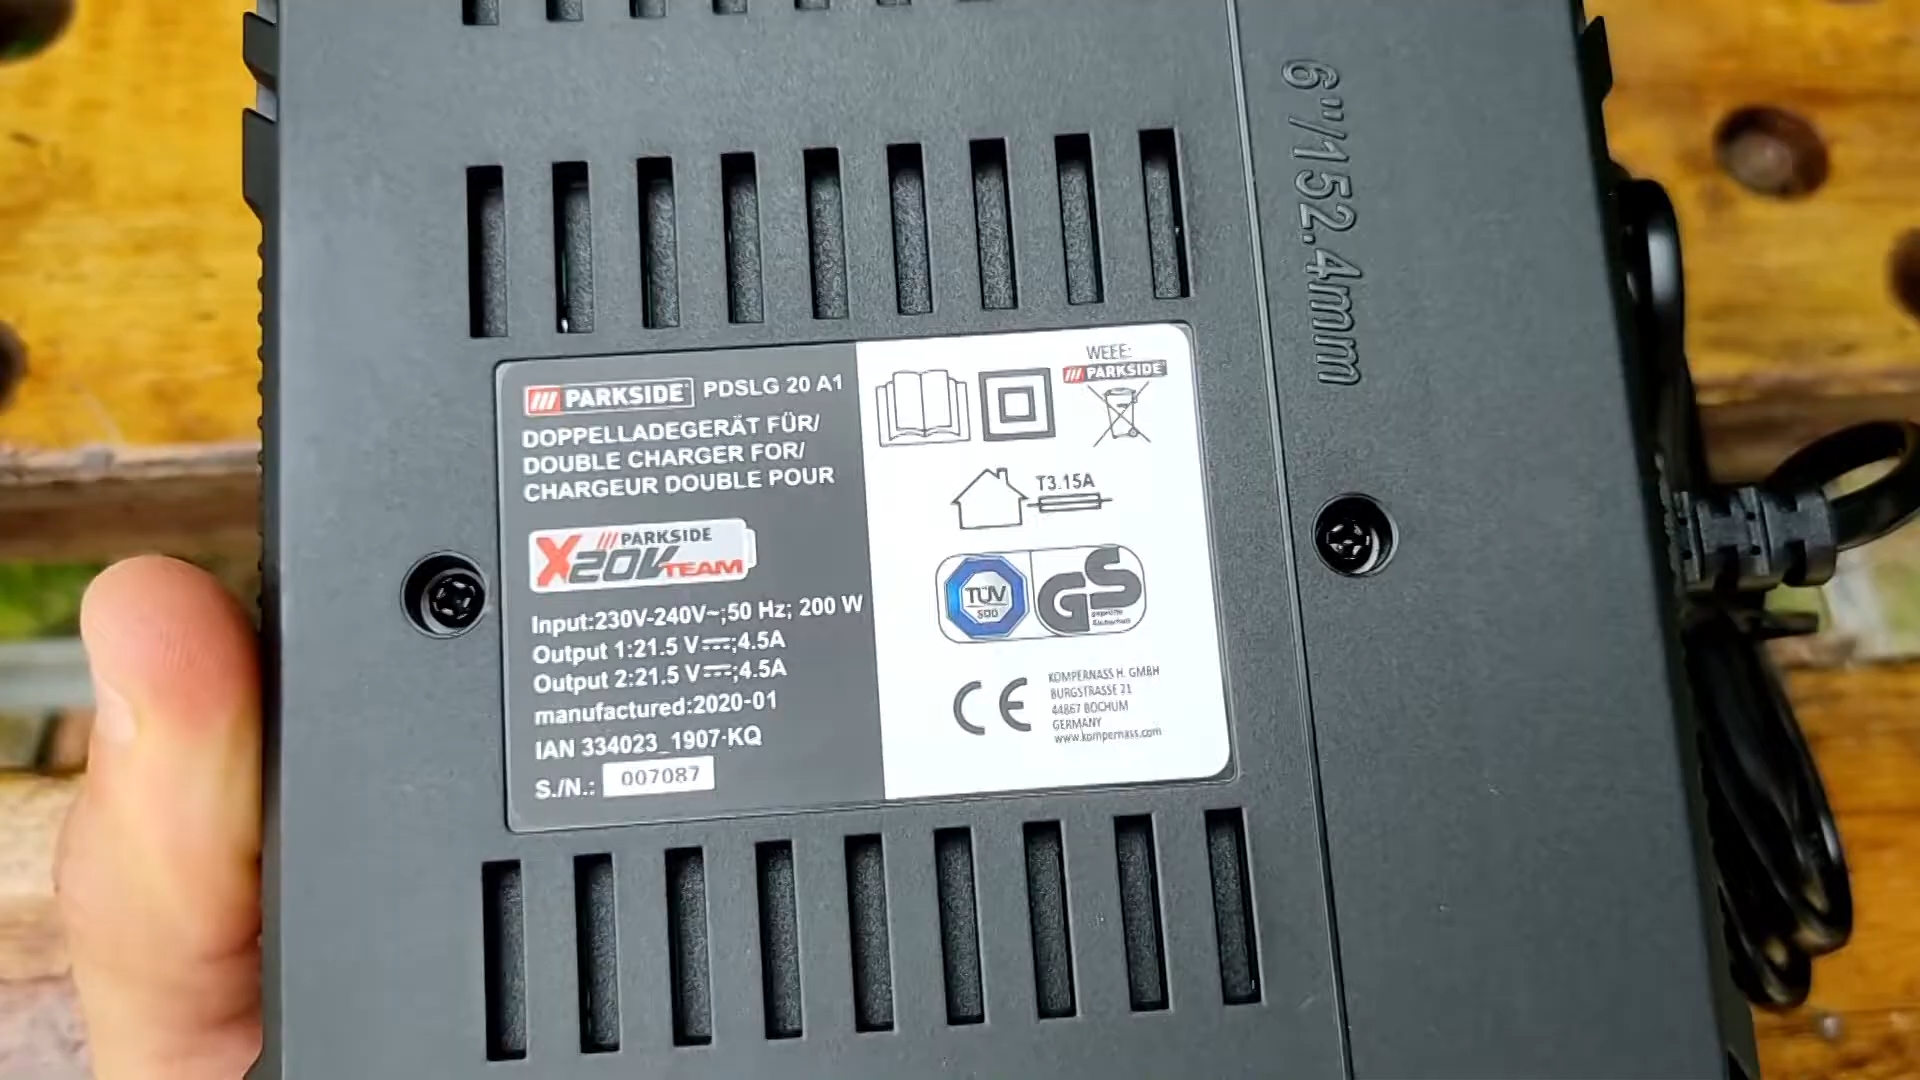 6"/152.4mm
/// PARKSIDE PDSLG 20 A1
DOPPELLADEGERÄT FÜR/
DOUBLE CHARGER FOR/
CHARGEUR DOUBLE POUR
/// PARKSIDE
X20V TEAM
Input:230V-240V~;50 Hz; 200 W
Output 1:21.5 V⎓;4.5A
Output 2:21.5 V⎓;4.5A
manufactured:2020-01
IAN 334023_1907-KQ
S./N.: 007087
WEEE:
/// PARKSIDE
T3.15A
TÜV
SÜD
GS
geprüfte
Sicherheit
CE
KOMPERNASS H. GMBH
BURGSTRASSE 21
44867 BOCHUM
GERMANY
www.kompernass.com